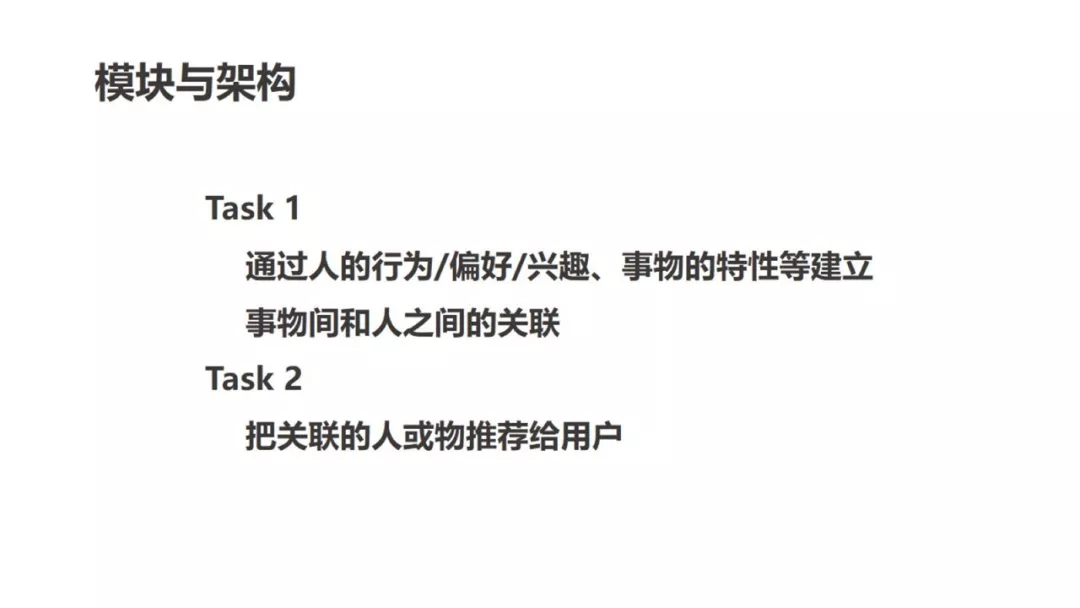 模块与架构
Task 1
通过人的行为/偏好/兴趣、事物的特性等建立
事物间和人之间的关联
Task 2
把关联的人或物推荐给用户